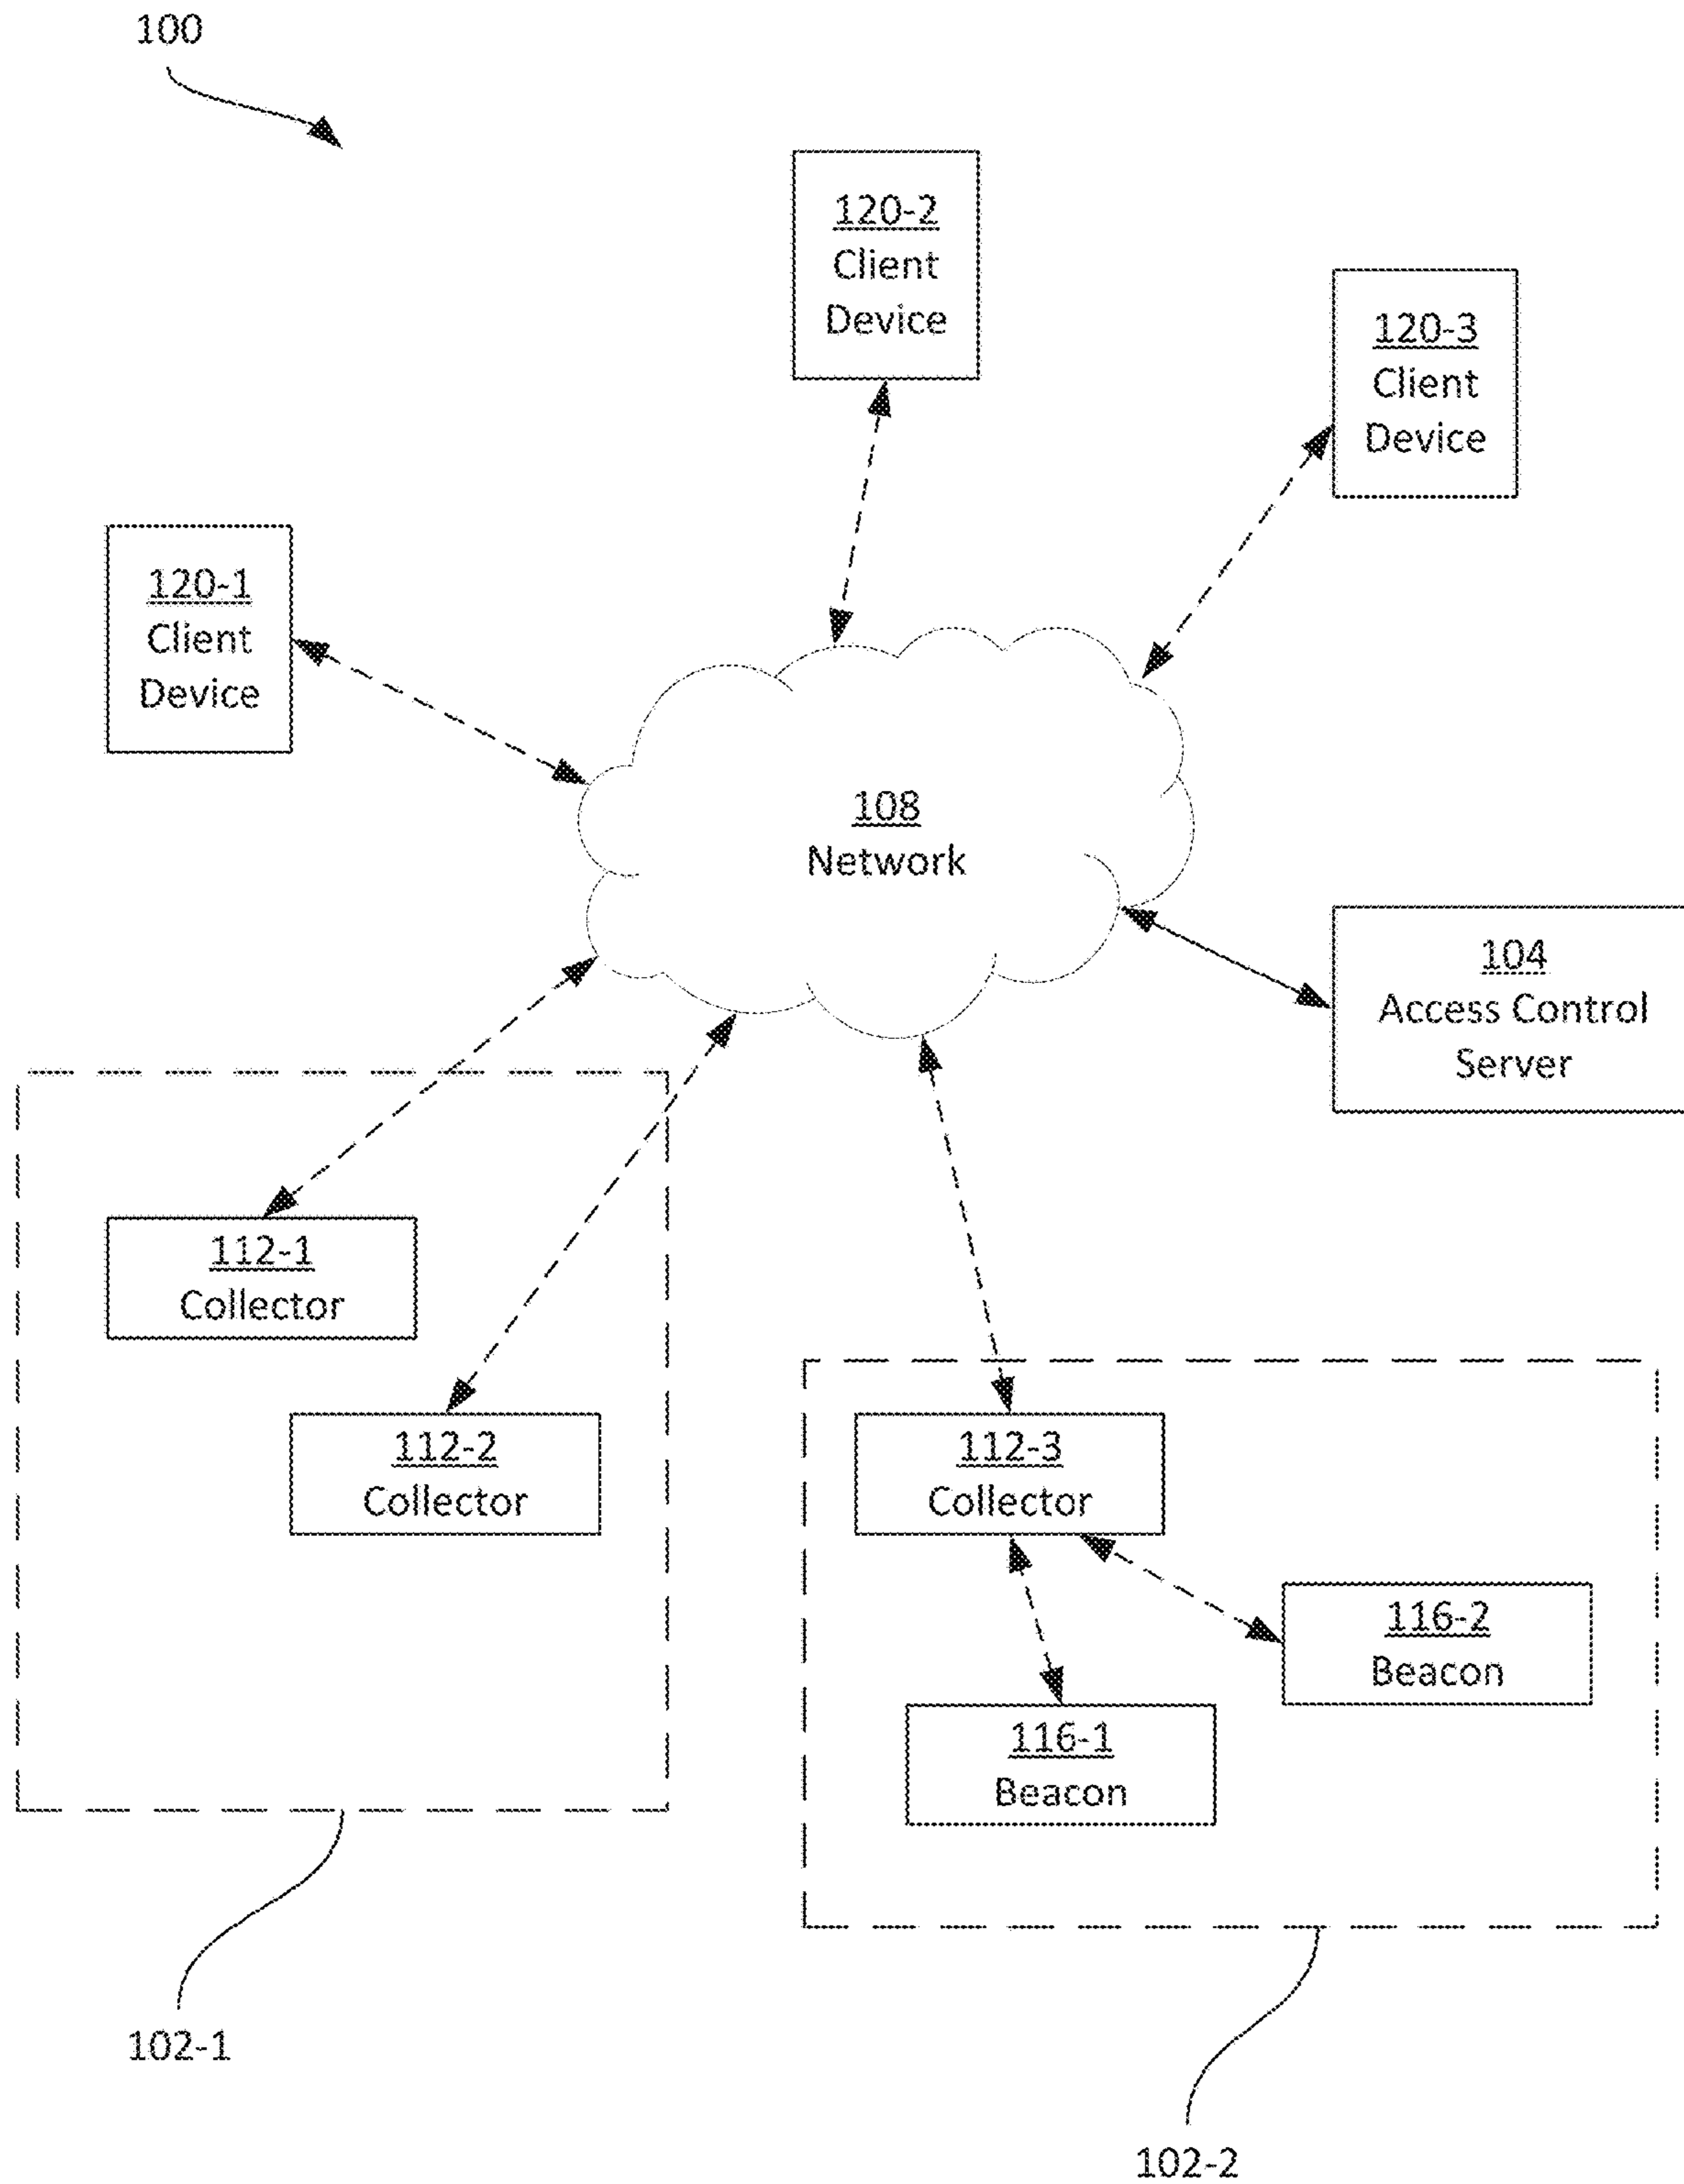 100
120-2
Client
Device
120-3
Client
Device
120-1
Client
Device
108
Network
104
Access Control
Server
112-1
Collector
112-2
Collector
112-3
Collector
116-2
Beacon
116-1
Beacon
102-1
102-2